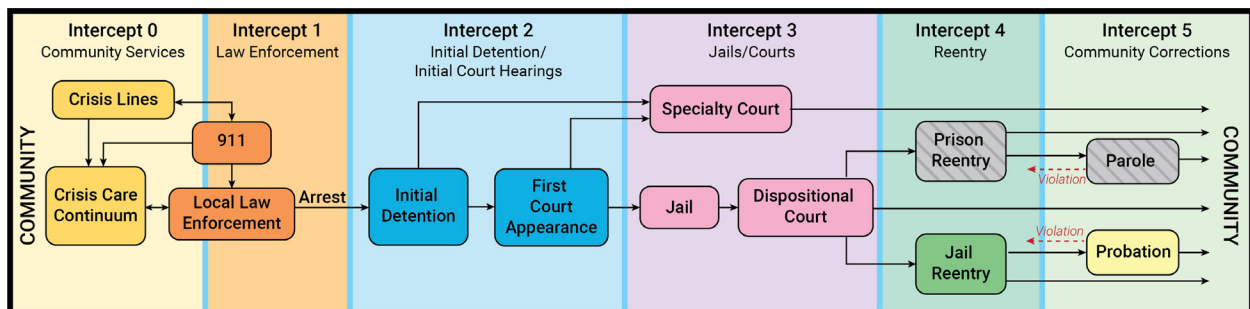 Intercept 0
Community Services
Intercept 1
Law Enforcement
Intercept 2
Initial Detention/
Initial Court Hearings
Intercept 3
Jails/Courts
Intercept 4
Reentry
Intercept 5
Community Corrections
COMMUNITY
Crisis Lines
911
Crisis Care
Continuum
Local Law
Enforcement
Arrest
Initial
Detention
First
Court
Appearance
Specialty Court
Jail
Dispositional
Court
Prison
Reentry
Violation
Parole
Jail
Reentry
Violation
Probation
COMMUNITY